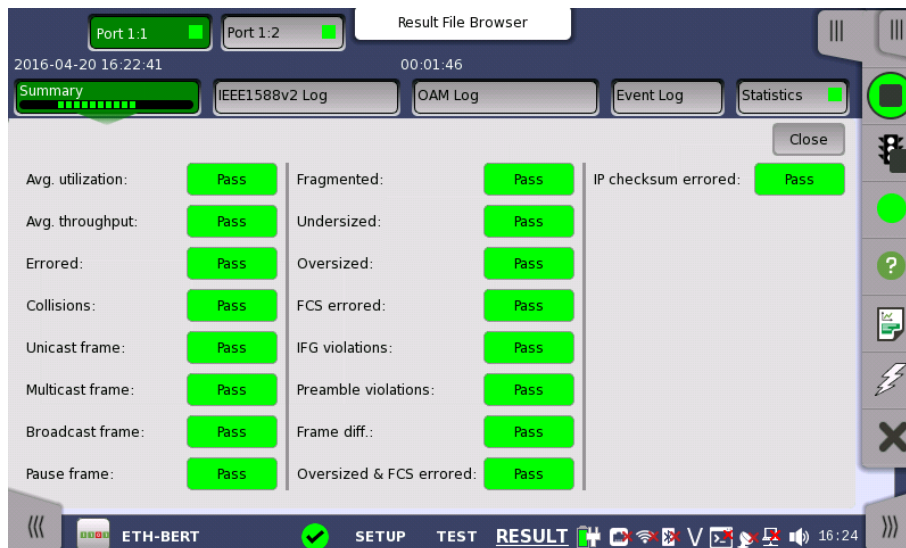 Port 1:1
Port 1:2
Result File Browser
2016-04-20 16:22:41
00:01:46
Summary
IEEE1588v2 Log
OAM Log
Event Log
Statistics
Close
Avg. utilization: Pass
Fragmented: Pass
IP checksum errored: Pass
Avg. throughput: Pass
Undersized: Pass
Errored: Pass
Oversized: Pass
Collisions: Pass
FCS errored: Pass
Unicast frame: Pass
IFG violations: Pass
Multicast frame: Pass
Preamble violations: Pass
Broadcast frame: Pass
Frame diff.: Pass
Pause frame: Pass
Oversized & FCS errored: Pass
ETH-BERT
SETUP
TEST
RESULT
16:24